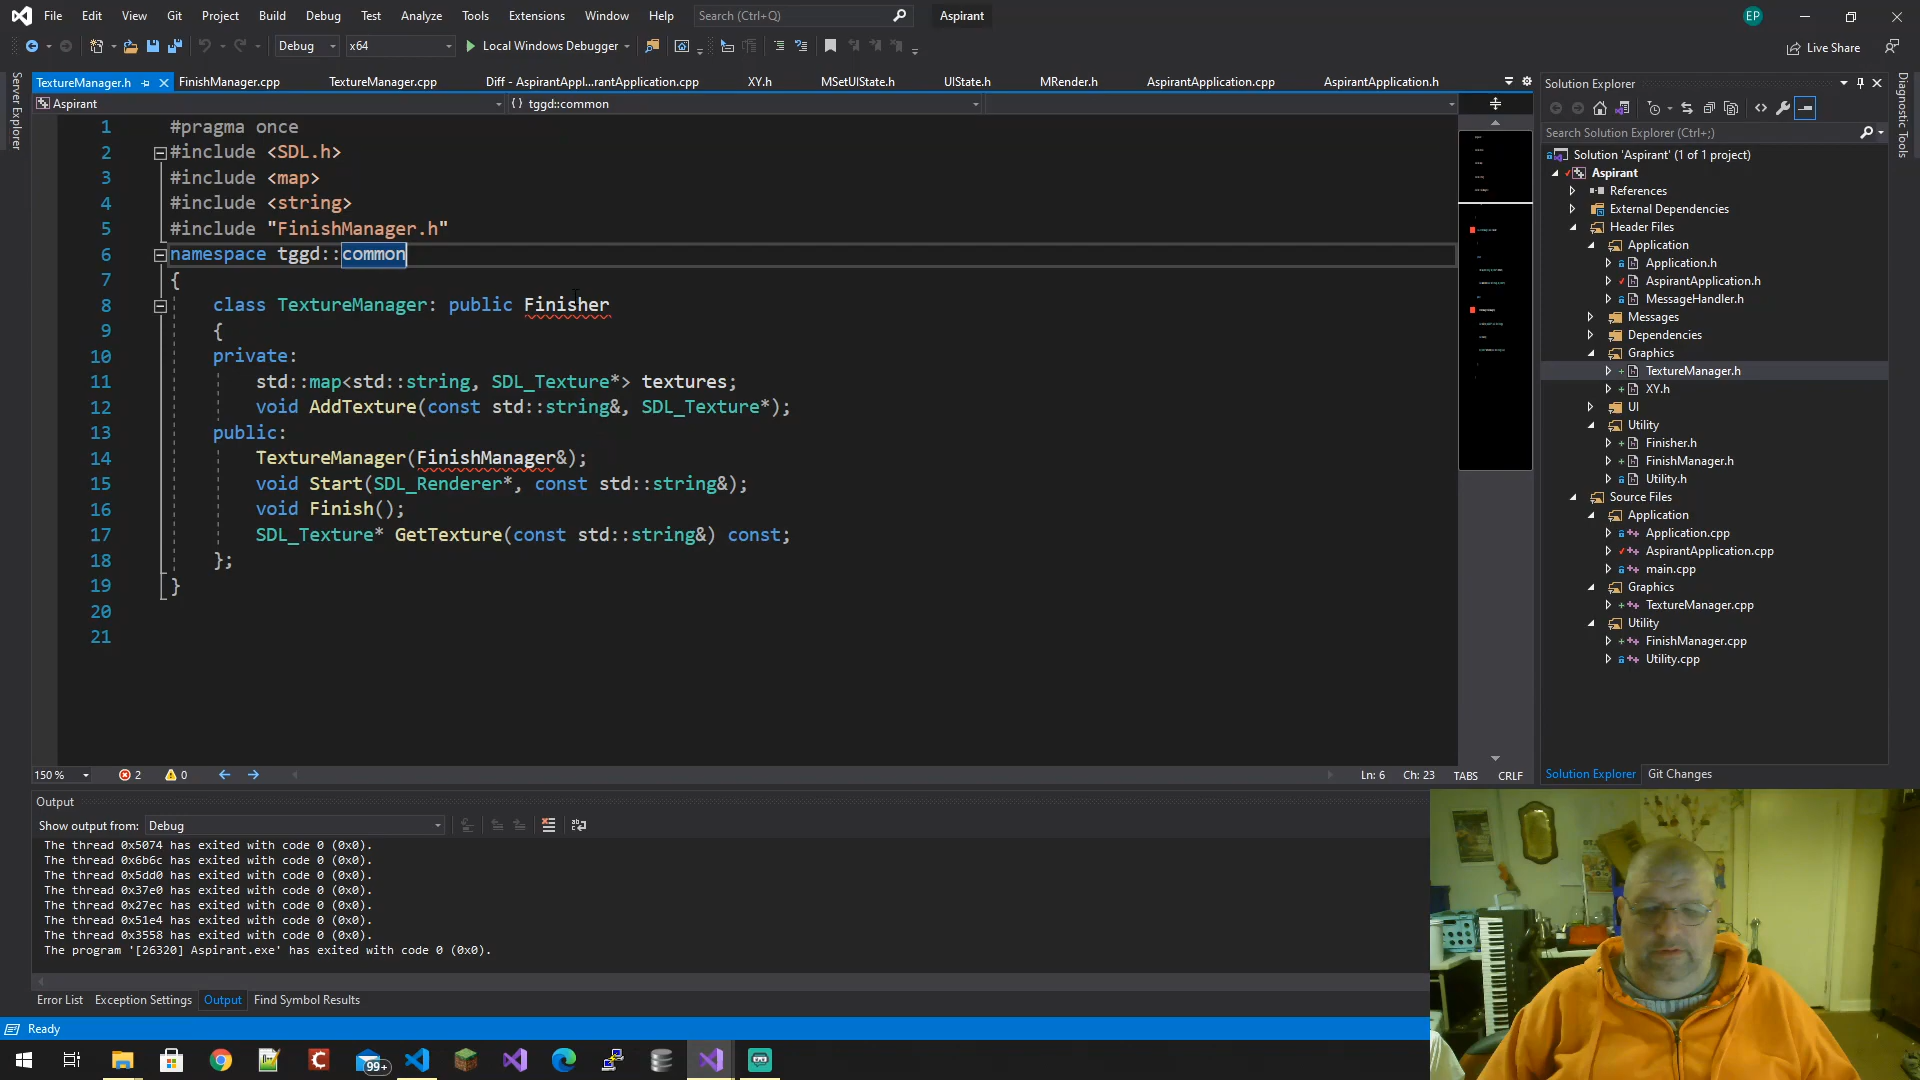 File Edit View Git Project Build Debug Test Analyze Tools Extensions Window Help Search (Ctrl+Q) Aspirant EP
Debug x64 Local Windows Debugger Live Share
TextureManager.h FinishManager.cpp TextureManager.cpp Diff - AspirantAppl...rantApplication.cpp XY.h MSetUIState.h UIState.h MRender.h AspirantApplication.cpp AspirantApplication.h
Aspirant {} tggd::common
Server Explorer
1 #pragma once
2 #include <SDL.h>
3 #include <map>
4 #include <string>
5 #include "FinishManager.h"
6 namespace tggd::common
7 {
8 class TextureManager: public Finisher
9 {
10 private:
11 std::map<std::string, SDL_Texture*> textures;
12 void AddTexture(const std::string&, SDL_Texture*);
13 public:
14 TextureManager(FinishManager&);
15 void Start(SDL_Renderer*, const std::string&);
16 void Finish();
17 SDL_Texture* GetTexture(const std::string&) const;
18 };
19 }
20
21
150 % 2 0 Ln: 6 Ch: 23 TABS CRLF
Solution Explorer
Search Solution Explorer (Ctrl+;)
Solution 'Aspirant' (1 of 1 project)
Aspirant
References
External Dependencies
Header Files
Application
Application.h
AspirantApplication.h
MessageHandler.h
Messages
Dependencies
Graphics
TextureManager.h
XY.h
UI
Utility
Finisher.h
FinishManager.h
Utility.h
Source Files
Application
Application.cpp
AspirantApplication.cpp
main.cpp
Graphics
TextureManager.cpp
Utility
FinishManager.cpp
Utility.cpp
Solution Explorer Git Changes
Diagnostic Tools
Output
Show output from: Debug
The thread 0x5074 has exited with code 0 (0x0).
The thread 0x6b6c has exited with code 0 (0x0).
The thread 0x5dd0 has exited with code 0 (0x0).
The thread 0x37e0 has exited with code 0 (0x0).
The thread 0x27ec has exited with code 0 (0x0).
The thread 0x51e4 has exited with code 0 (0x0).
The thread 0x3558 has exited with code 0 (0x0).
The program '[26320] Aspirant.exe' has exited with code 0 (0x0).
Error List Exception Settings Output Find Symbol Results
Ready
99+